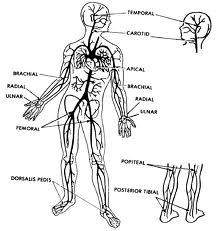 TEMPORAL
CAROTID
BRACHIAL
RADIAL
ULNAR
APICAL
BRACHIAL
RADIAL
ULNAR
FEMORAL
DORSALIS PEDIS
POPITEAL
POSTERIOR TIBIAL